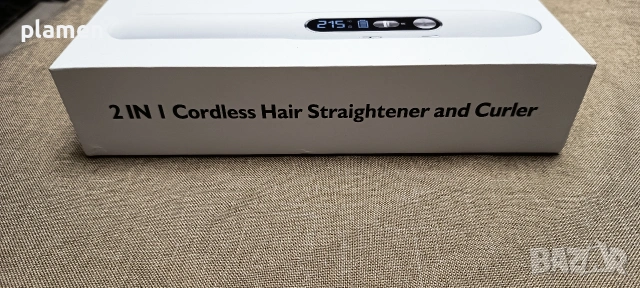 plamen
215
2 IN 1 Cordless Hair Straightener and Curler
BAZAR